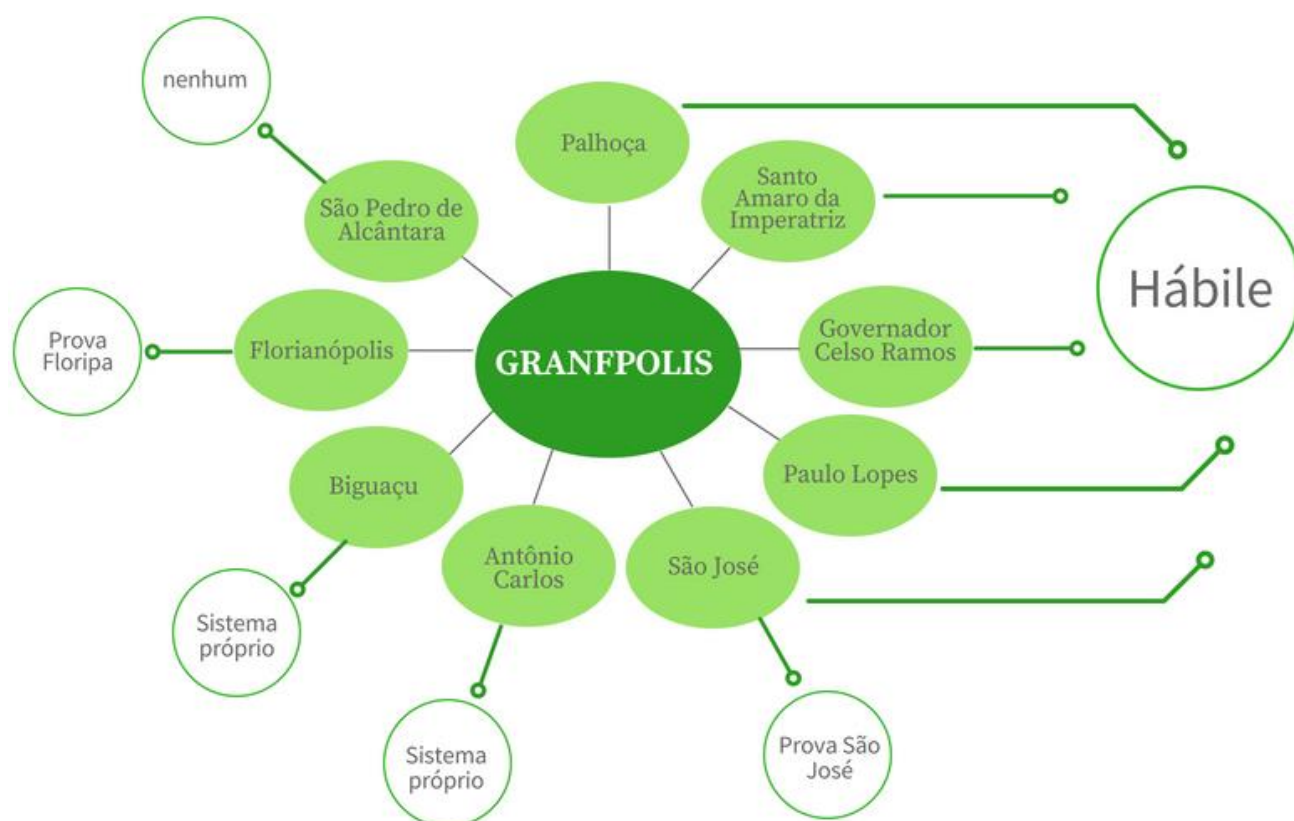 nenhum
Palhoça
Santo
Amaro da
Imperatriz
São Pedro de
Alcântara
Hábile
Prova
Floripa
Florianópolis
GRANFPOLIS
Governador
Celso Ramos
Biguaçu
Paulo Lopes
Antônio
Carlos
São José
Sistema
próprio
Sistema
próprio
Prova São
José